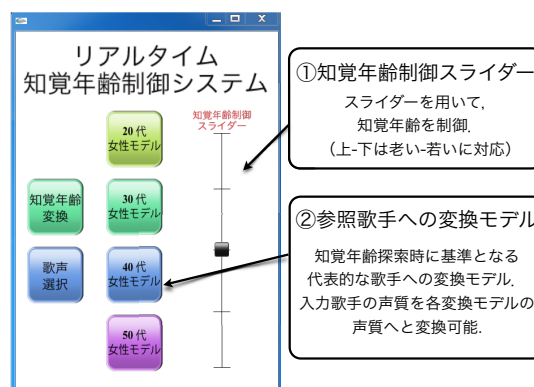 リアルタイム
知覚年齢制御システム
知覚年齢制御
スライダー
20代
女性モデル
知覚年齢
変換
30代
女性モデル
歌声
選択
40代
女性モデル
50代
女性モデル
①知覚年齢制御スライダー
スライダーを用いて,
知覚年齢を制御.
(上-下は老い-若いに対応)
②参照歌手への変換モデル
知覚年齢探索時に基準となる
代表的な歌手への変換モデル.
入力歌手の声質を各変換モデルの
声質へと変換可能.